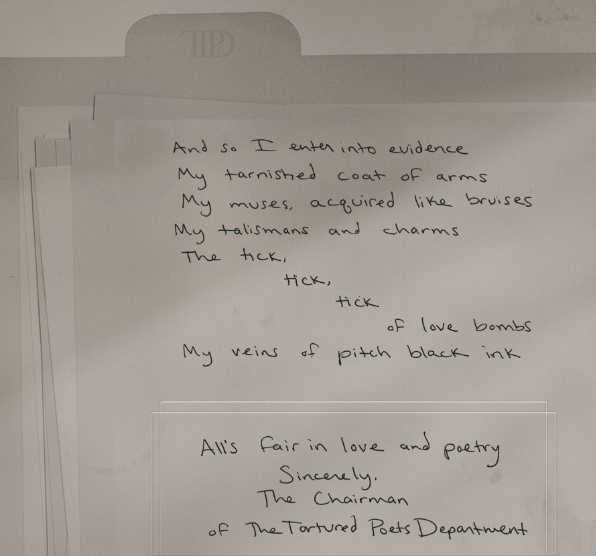 TTPD
And so I enter into evidence
My tarnished coat of arms
My muses, acquired like bruises
My talismans and charms
The tick,
tick,
tick
of love bombs
My veins of pitch black ink
All's fair in love and poetry
Sincerely,
The Chairman
of The Tortured Poets Department